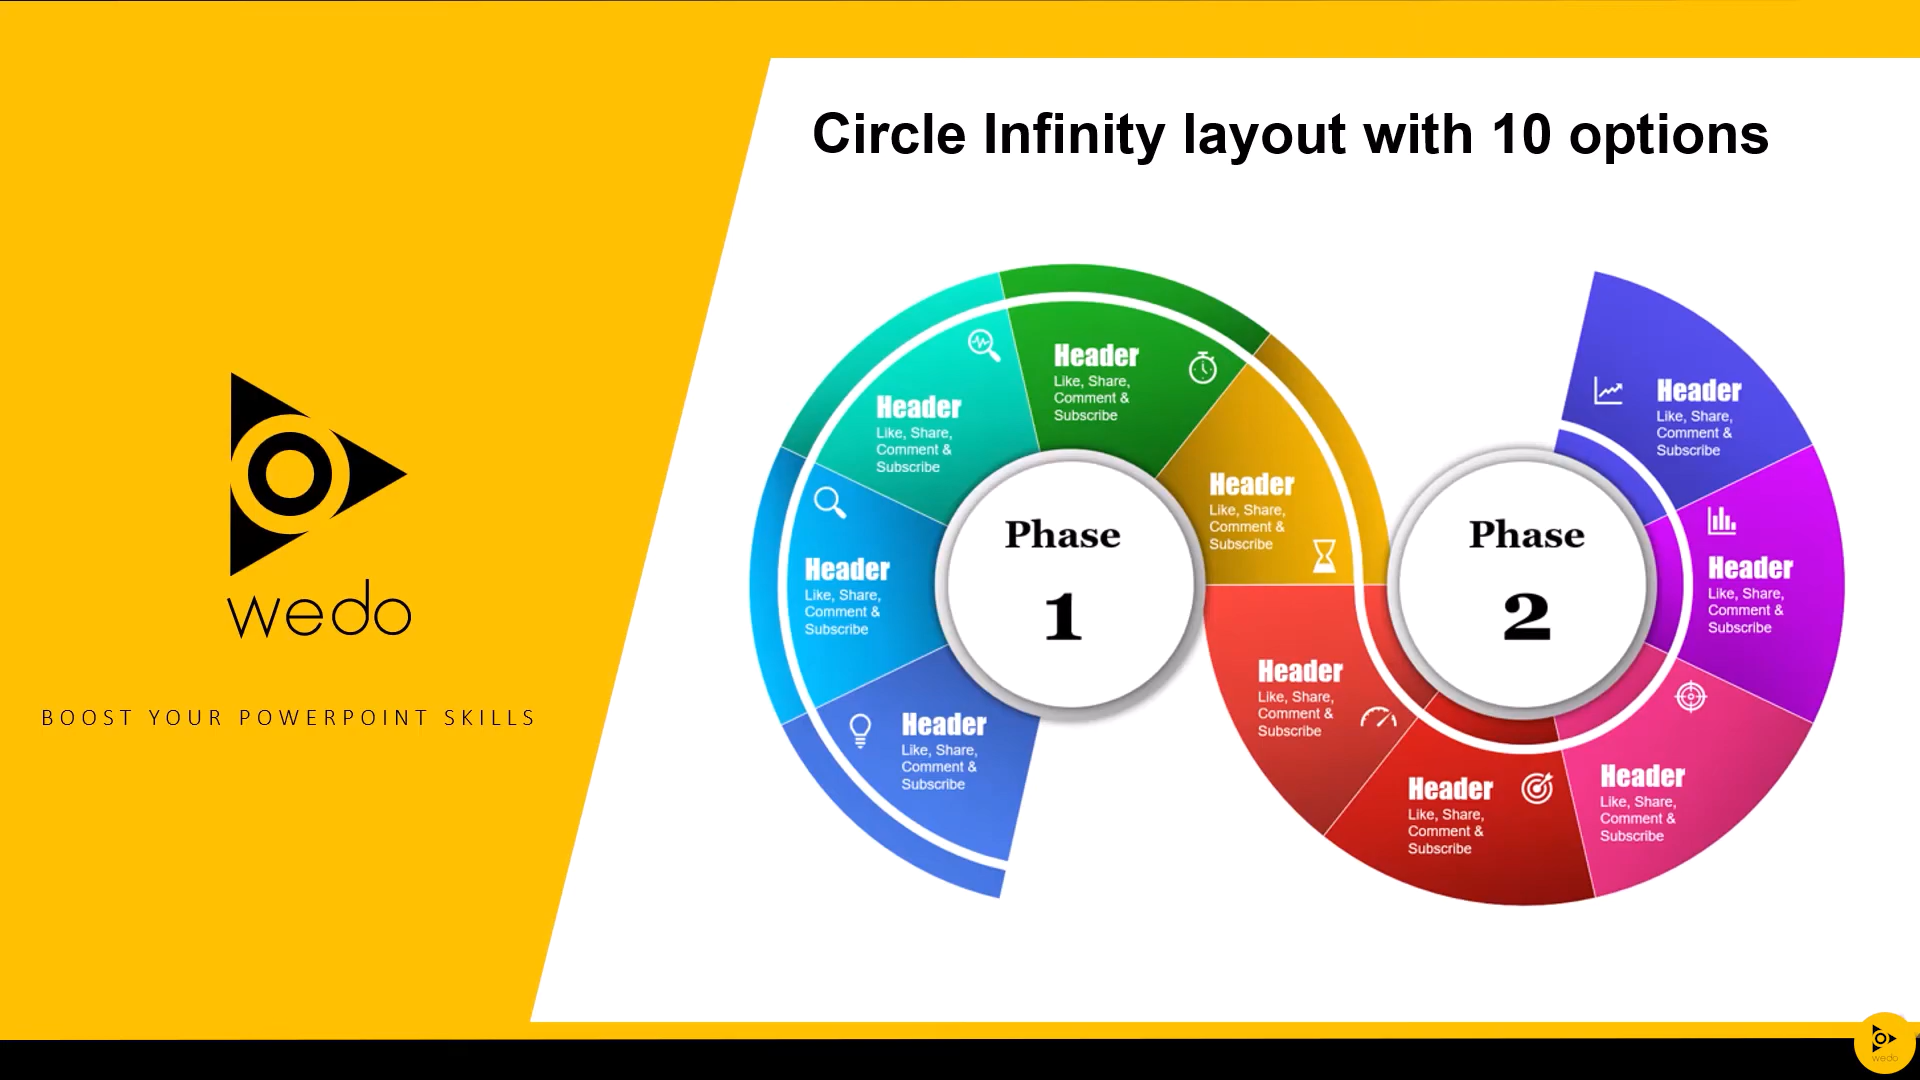 Circle Infinity layout with 10 options
wedo
BOOST YOUR POWERPOINT SKILLS
Phase
1
Header
Like, Share,
Comment &
Subscribe
Header
Like, Share,
Comment &
Subscribe
Header
Like, Share,
Comment &
Subscribe
Header
Like, Share,
Comment &
Subscribe
Header
Like, Share,
Comment &
Subscribe
Phase
2
Header
Like, Share,
Comment &
Subscribe
Header
Like, Share,
Comment &
Subscribe
Header
Like, Share,
Comment &
Subscribe
Header
Like, Share,
Comment &
Subscribe
Header
Like, Share,
Comment &
Subscribe
wedo